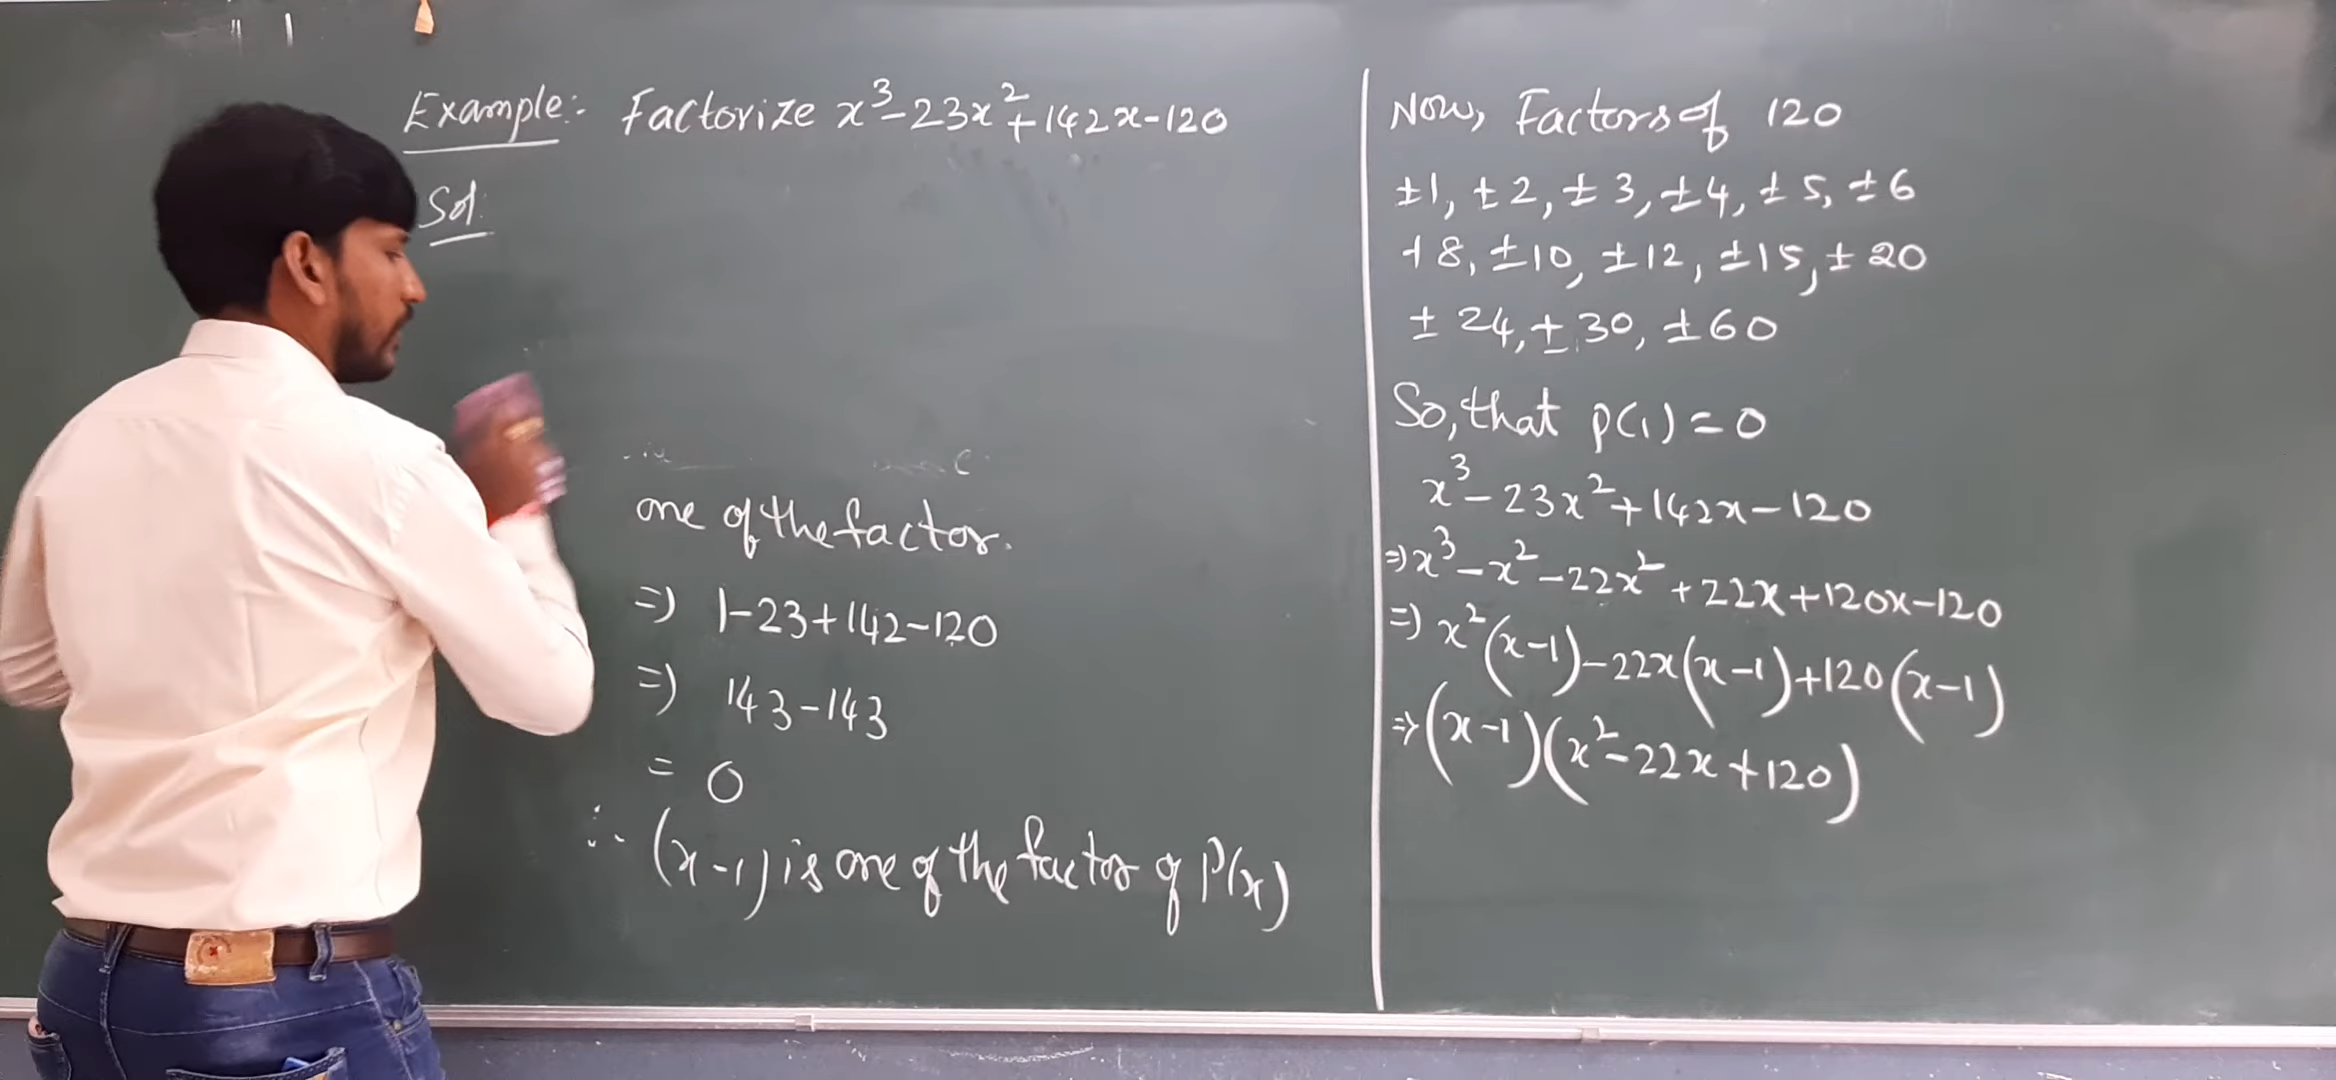 Example:- Factorize x³-23x²+142x-120
Sol:
one of the factor.
=) 1-23+142-120
=) 143-143
= 0
∴ (x-1) is one of the factor of P(x)
Now, Factors of 120
±1, ±2, ±3, ±4, ±5, ±6
+8, ±10, ±12, ±15, ±20
±24, ±30, ±60
So, that p(1)=0
x³-23x²+142x-120
=) x³-x²-22x²+22x+120x-120
=) x²(x-1)-22x(x-1)+120(x-1)
=> (x-1)(x²-22x+120)